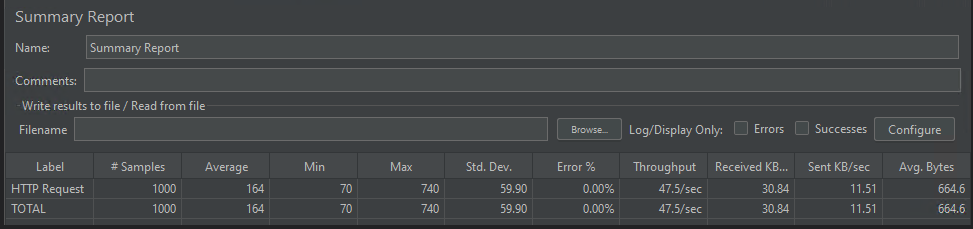 Summary Report
Name: Summary Report
Comments:
Write results to file / Read from file
Filename Browse... Log/Display Only: Errors Successes Configure
Label # Samples Average Min Max Std. Dev. Error % Throughput Received KB... Sent KB/sec Avg. Bytes
HTTP Request 1000 164 70 740 59.90 0.00% 47.5/sec 30.84 11.51 664.6
TOTAL 1000 164 70 740 59.90 0.00% 47.5/sec 30.84 11.51 664.6